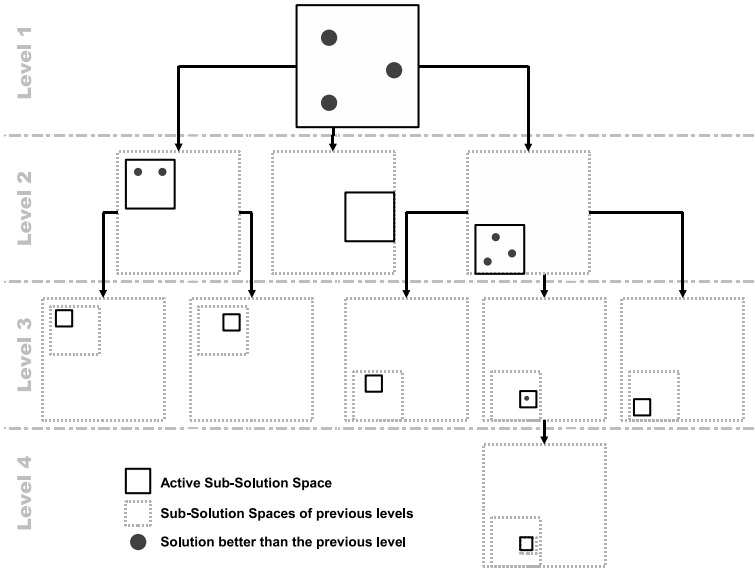 Level 1
Level 2
Level 3
Level 4
Active Sub-Solution Space
Sub-Solution Spaces of previous levels
Solution better than the previous level